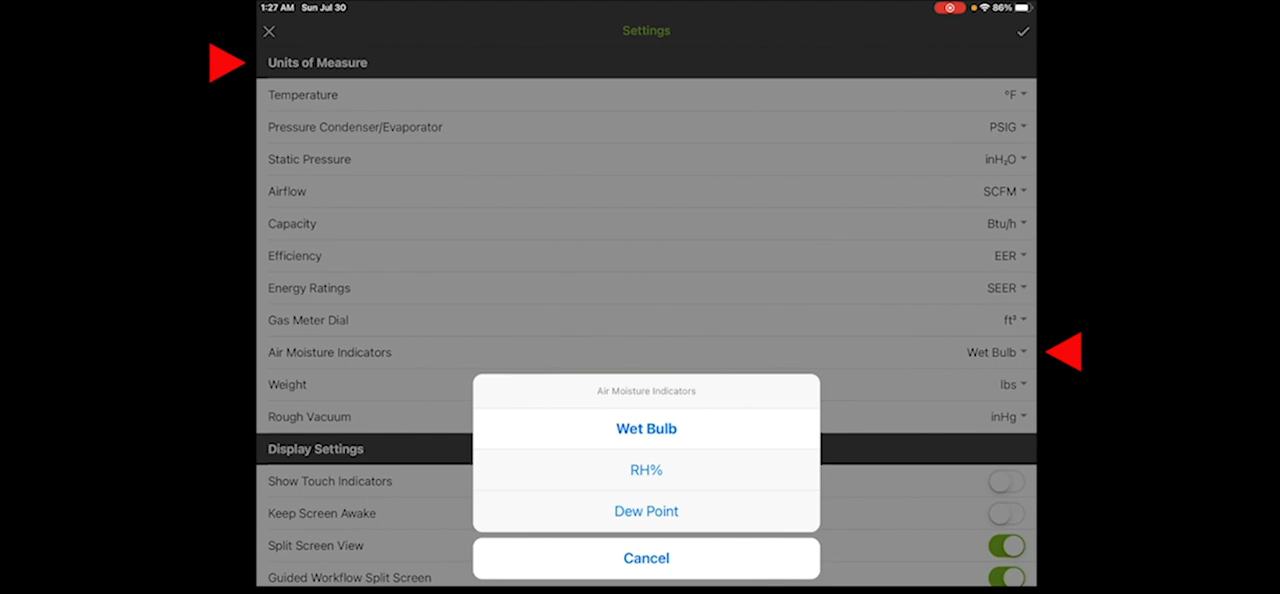 1:27 AM Sun Jul 30 86%
Settings
Units of Measure
Temperature °F
Pressure Condenser/Evaporator PSIG
Static Pressure inH₂O
Airflow SCFM
Capacity Btu/h
Efficiency EER
Energy Ratings SEER
Gas Meter Dial ft³
Air Moisture Indicators Wet Bulb
Weight lbs
Rough Vacuum inHg
Air Moisture Indicators
Wet Bulb
RH%
Dew Point
Cancel
Display Settings
Show Touch Indicators
Keep Screen Awake
Split Screen View
Guided Workflow Split Screen